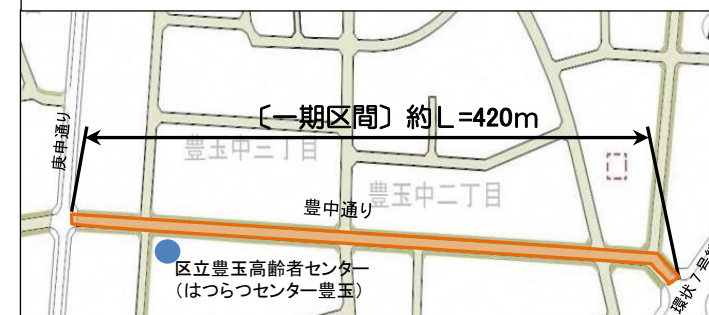 〔一期区間〕約L=420m
庚申通り
豊玉中三丁目
豊玉中二丁目
豊中通り
区立豊玉高齢者センター
(はつらつセンター豊玉)
環状7号